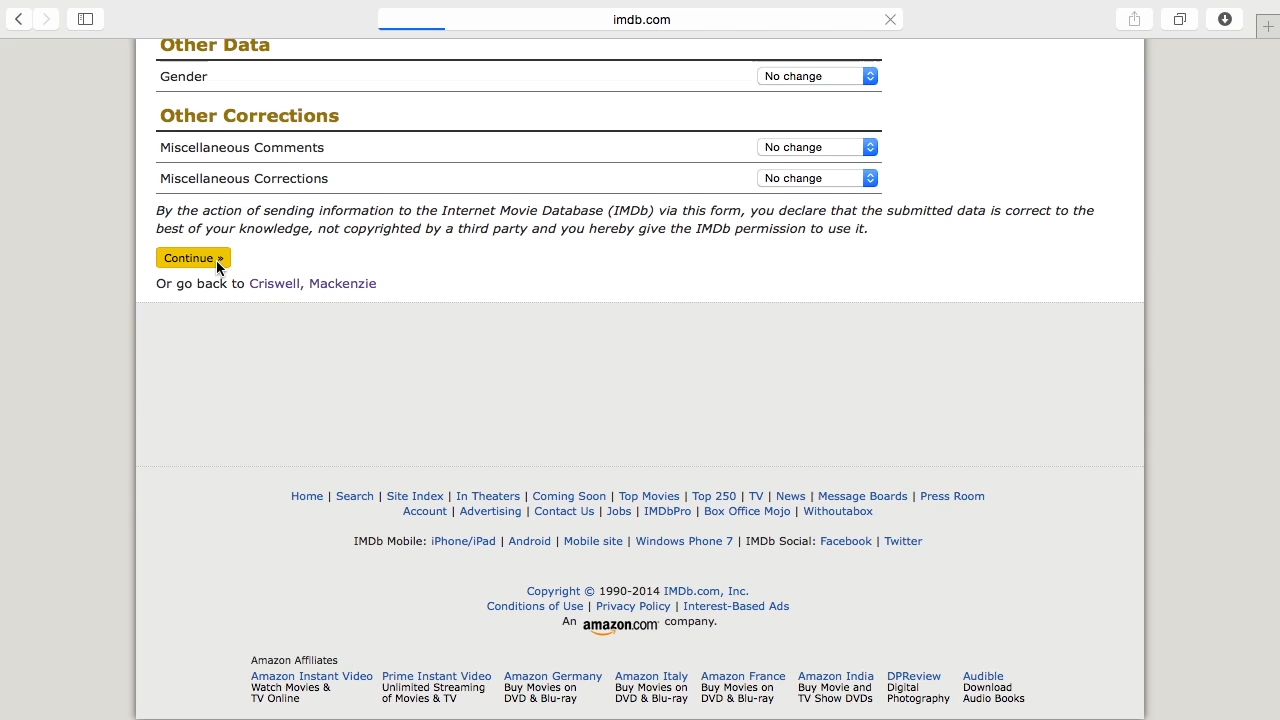 imdb.com
Other Data
Gender No change
Other Corrections
Miscellaneous Comments No change
Miscellaneous Corrections No change
By the action of sending information to the Internet Movie Database (IMDb) via this form, you declare that the submitted data is correct to the
best of your knowledge, not copyrighted by a third party and you hereby give the IMDb permission to use it.
Continue »
Or go back to Criswell, Mackenzie
Home | Search | Site Index | In Theaters | Coming Soon | Top Movies | Top 250 | TV | News | Message Boards | Press Room
Account | Advertising | Contact Us | Jobs | IMDbPro | Box Office Mojo | Withoutabox
IMDb Mobile: iPhone/iPad | Android | Mobile site | Windows Phone 7 | IMDb Social: Facebook | Twitter
Copyright © 1990-2014 IMDb.com, Inc.
Conditions of Use | Privacy Policy | Interest-Based Ads
An amazon.com company.
Amazon Affiliates
Amazon Instant Video Prime Instant Video Amazon Germany Amazon Italy Amazon France Amazon India DPReview Audible
Watch Movies & Unlimited Streaming Buy Movies on Buy Movies on Buy Movies on Buy Movie and Digital Download
TV Online of Movies & TV DVD & Blu-ray DVD & Blu-ray DVD & Blu-ray TV Show DVDs Photography Audio Books